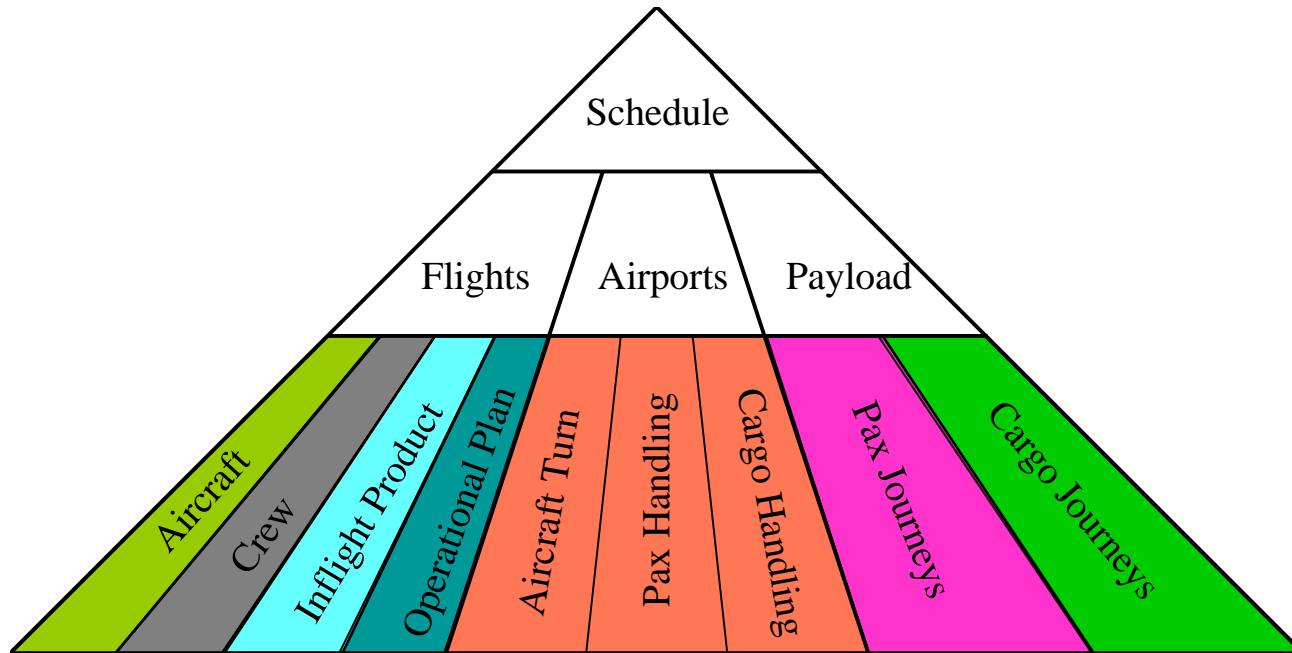 Schedule
Flights
Airports
Payload
Aircraft
Crew
Inflight Product
Operational Plan
Aircraft Turn
Pax Handling
Cargo Handling
Pax Journeys
Cargo Journeys